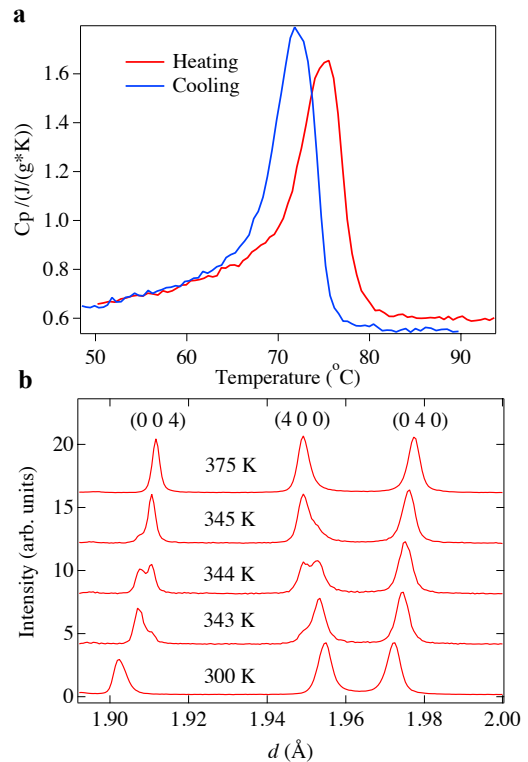 a
Cp /(J/(g*K))
1.6
1.4
1.2
1.0
0.8
0.6
Heating
Cooling
50 60 70 80 90
Temperature (°C)
b
Intensity (arb. units)
20
15
10
5
0
(0 0 4) (4 0 0) (0 4 0)
375 K
345 K
344 K
343 K
300 K
1.90 1.92 1.94 1.96 1.98 2.00
d (Å)